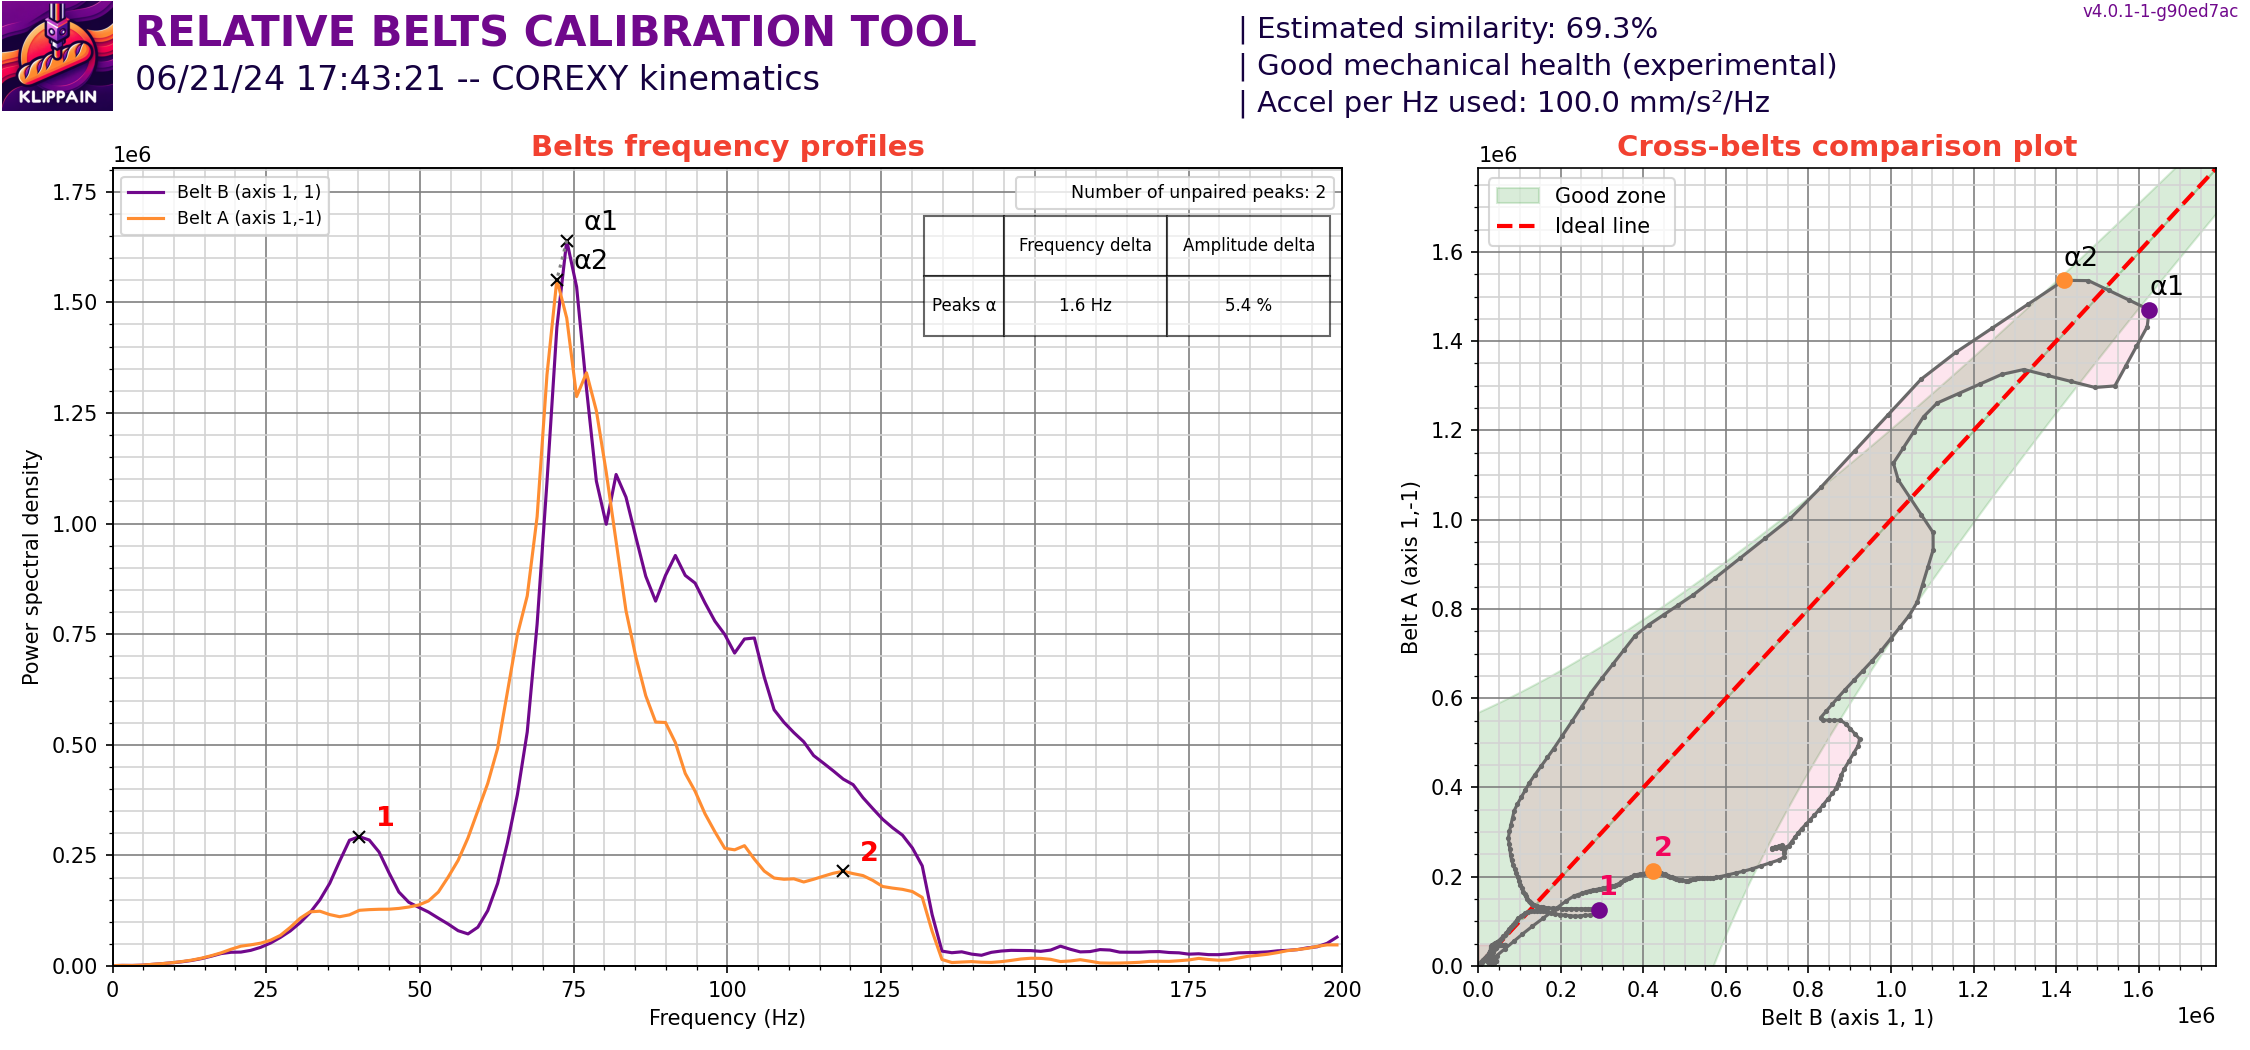 v4.0.1-1-g90ed7ac
KLIPPAIN
RELATIVE BELTS CALIBRATION TOOL
06/21/24 17:43:21 -- COREXY kinematics
| Estimated similarity: 69.3%
| Good mechanical health (experimental)
| Accel per Hz used: 100.0 mm/s²/Hz
Belts frequency profiles
1e6
Belt B (axis 1, 1)
Belt A (axis 1,-1)
Number of unpaired peaks: 2
Frequency delta Amplitude delta
Peaks α 1.6 Hz 5.4 %
α1
α2
1
2
1.75
1.50
1.25
1.00
0.75
0.50
0.25
0.00
Power spectral density
0 25 50 75 100 125 150 175 200
Frequency (Hz)
Cross-belts comparison plot
1e6
Good zone
Ideal line
α2
α1
2
1
1.6
1.4
1.2
1.0
0.8
0.6
0.4
0.2
0.0
Belt A (axis 1,-1)
0.0 0.2 0.4 0.6 0.8 1.0 1.2 1.4 1.6
Belt B (axis 1, 1)
1e6